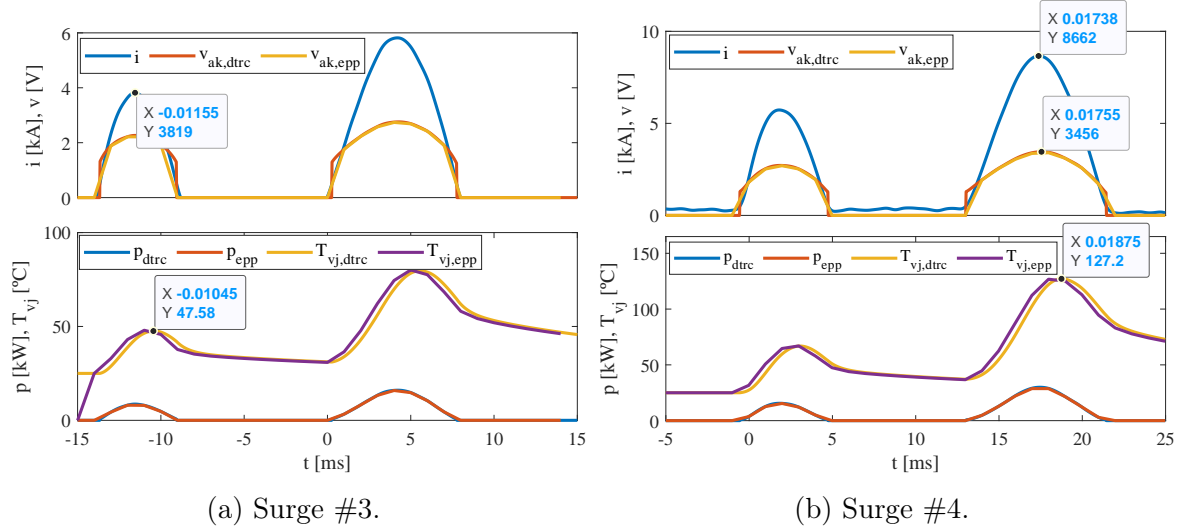 i [kA], v [V]
6
4
2
0
i
v_ak,dtrc
v_ak,epp
X -0.01155
Y 3819
p [kW], T_vj [ºC]
100
50
0
p_dtrc
p_epp
T_vj,dtrc
T_vj,epp
X -0.01045
Y 47.58
-15
-10
-5
0
5
10
15
t [ms]
(a) Surge #3.
i [kA], v [V]
10
5
0
i
v_ak,dtrc
v_ak,epp
X 0.01738
Y 8662
X 0.01755
Y 3456
p [kW], T_vj [ºC]
150
100
50
0
p_dtrc
p_epp
T_vj,dtrc
T_vj,epp
X 0.01875
Y 127.2
-5
0
5
10
15
20
25
t [ms]
(b) Surge #4.